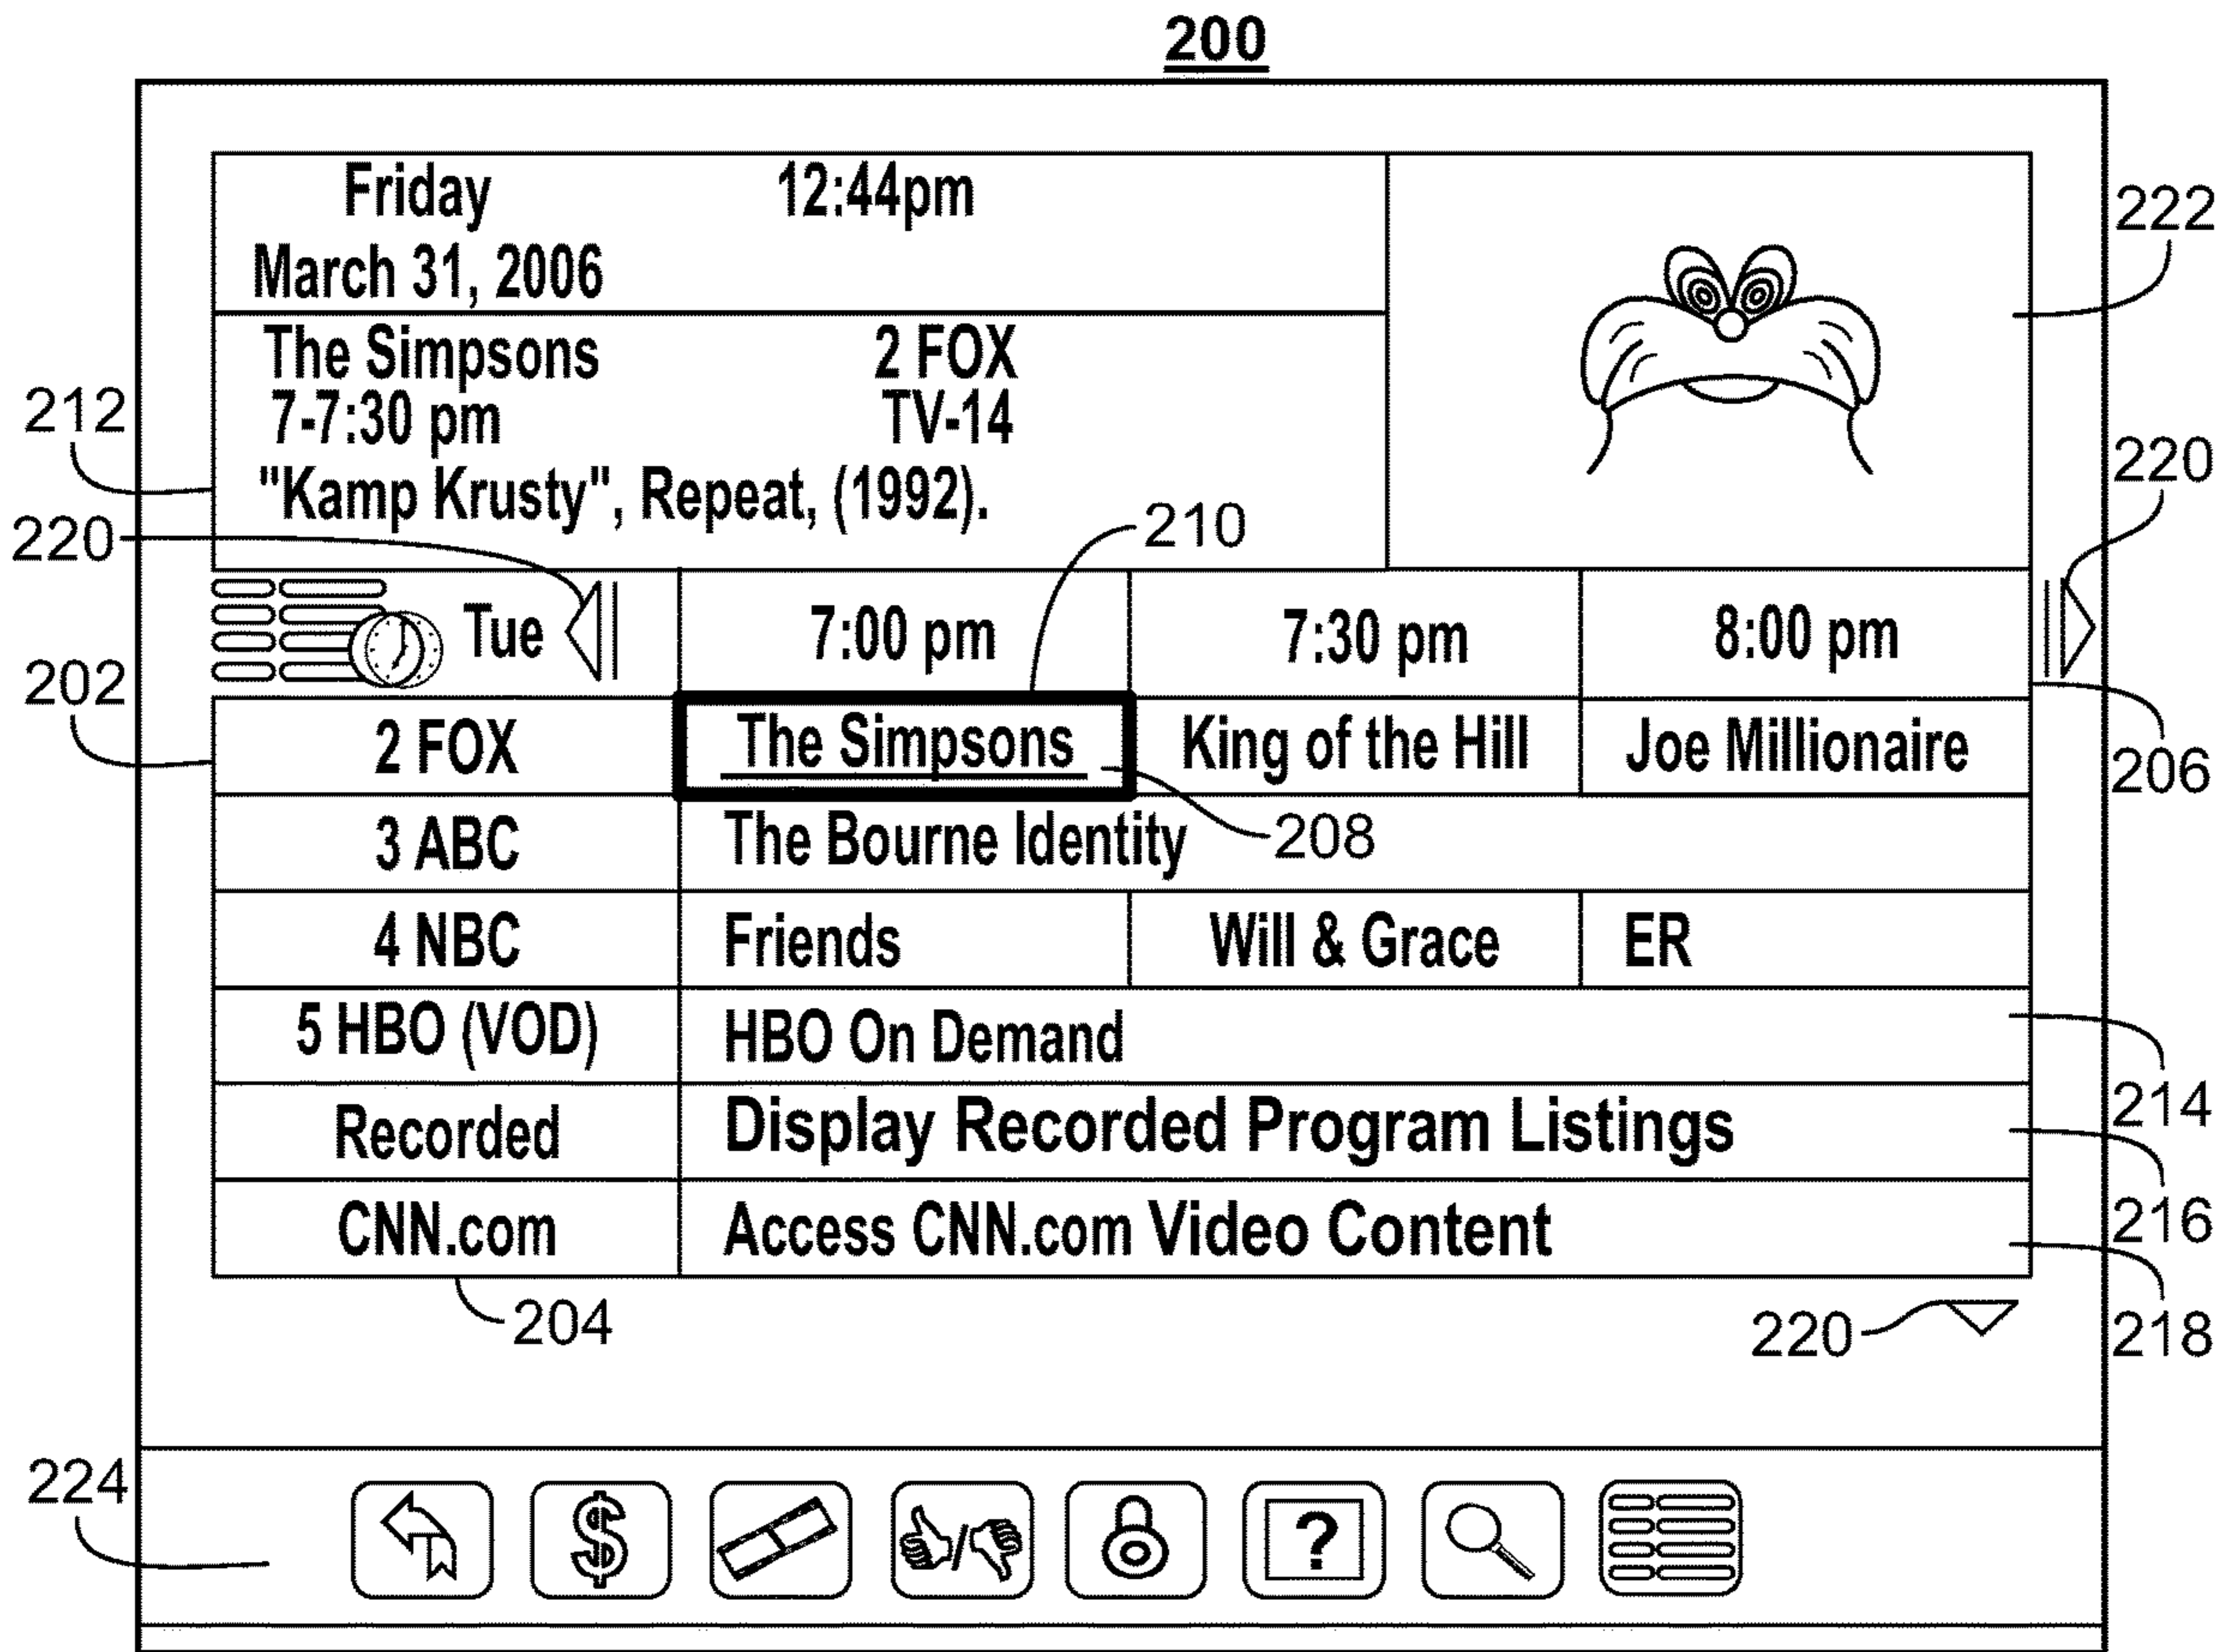 200
Friday 12:44pm
March 31, 2006
222
The Simpsons 2 FOX
212 7-7:30 pm TV-14
220
"Kamp Krusty", Repeat, (1992).
220 210
Tue 7:00 pm 7:30 pm 8:00 pm
202
2 FOX The Simpsons King of the Hill Joe Millionaire
206
3 ABC The Bourne Identity 208
4 NBC Friends Will & Grace ER
5 HBO (VOD) HBO On Demand
214
Recorded Display Recorded Program Listings
216
CNN.com Access CNN.com Video Content
204 220 218
224
$ / ?